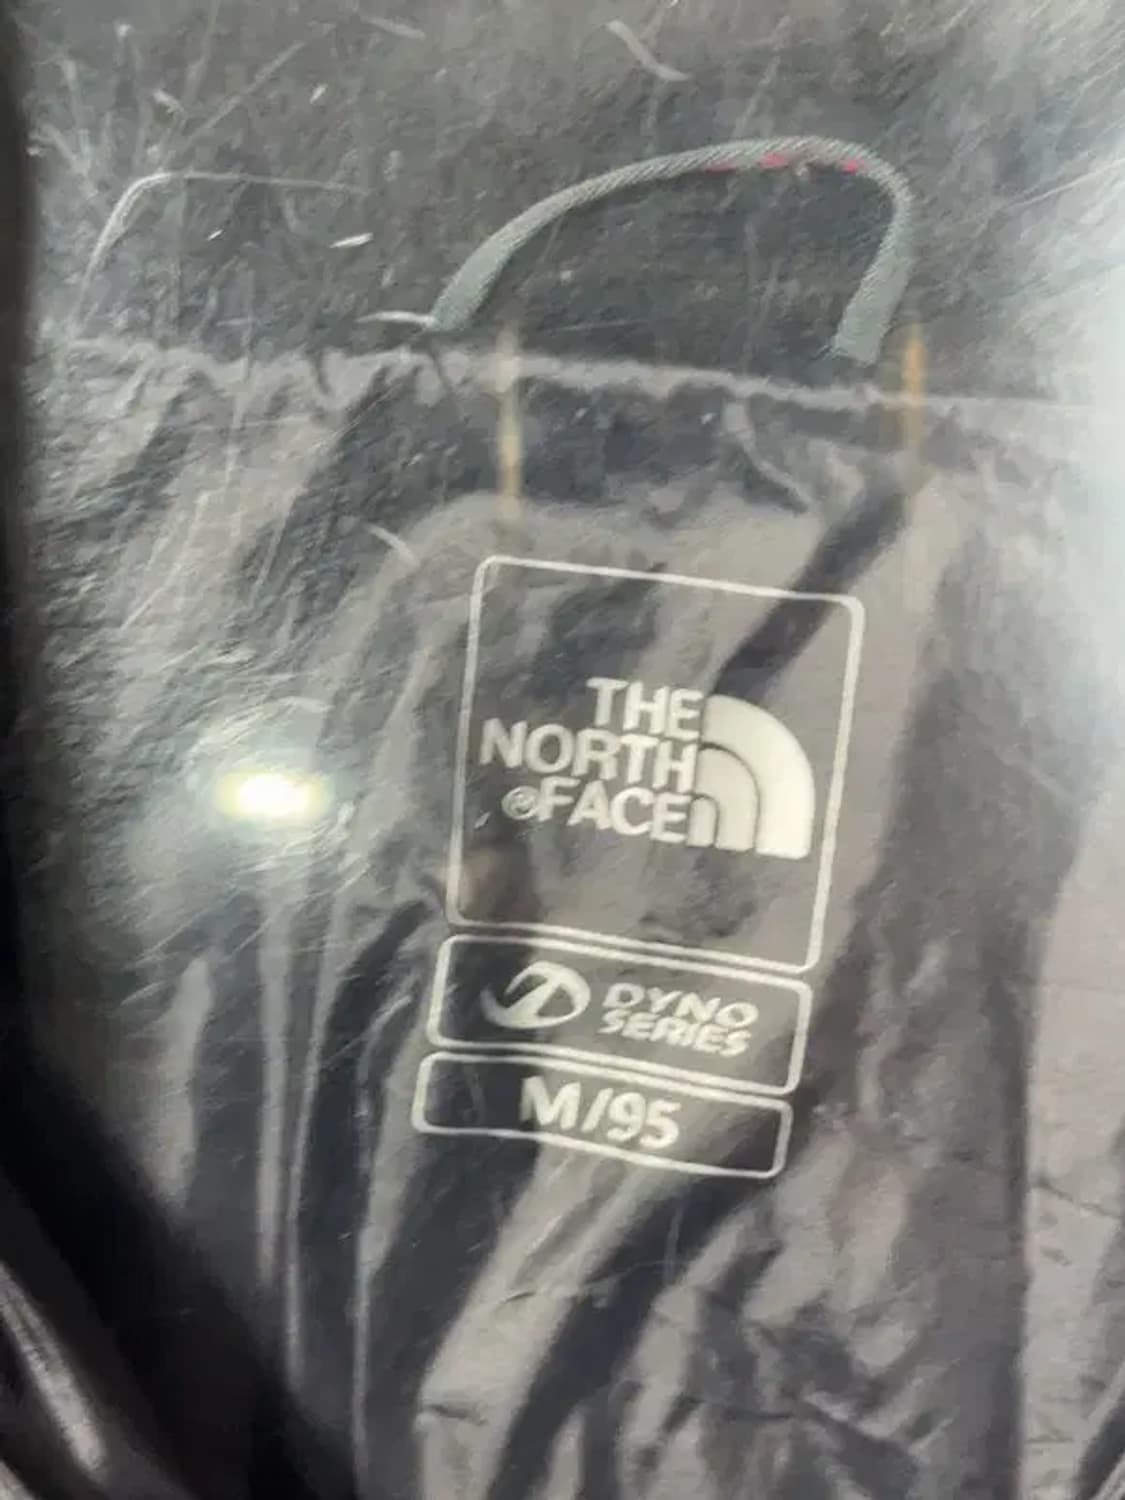 THE
NORTH
FACE
DYNO
SERIES
M/95